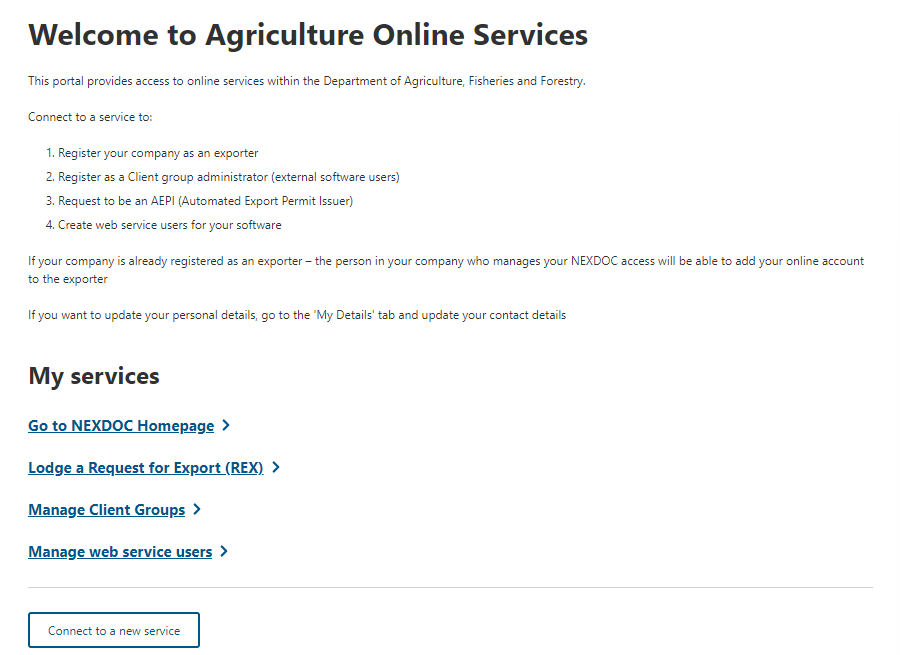 Welcome to Agriculture Online Services
This portal provides access to online services within the Department of Agriculture, Fisheries and Forestry.
Connect to a service to:
1. Register your company as an exporter
2. Register as a Client group administrator (external software users)
3. Request to be an AEPI (Automated Export Permit Issuer)
4. Create web service users for your software
If your company is already registered as an exporter – the person in your company who manages your NEXDOC access will be able to add your online account
to the exporter
If you want to update your personal details, go to the 'My Details' tab and update your contact details
My services
Go to NEXDOC Homepage
Lodge a Request for Export (REX)
Manage Client Groups
Manage web service users
Connect to a new service